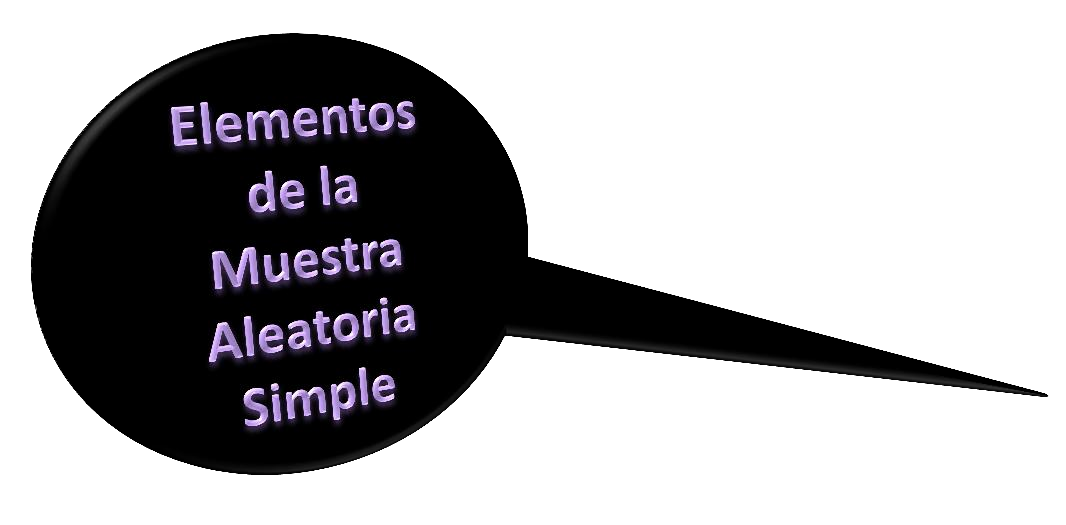 Elementos
de la
Muestra
Aleatoria
Simple